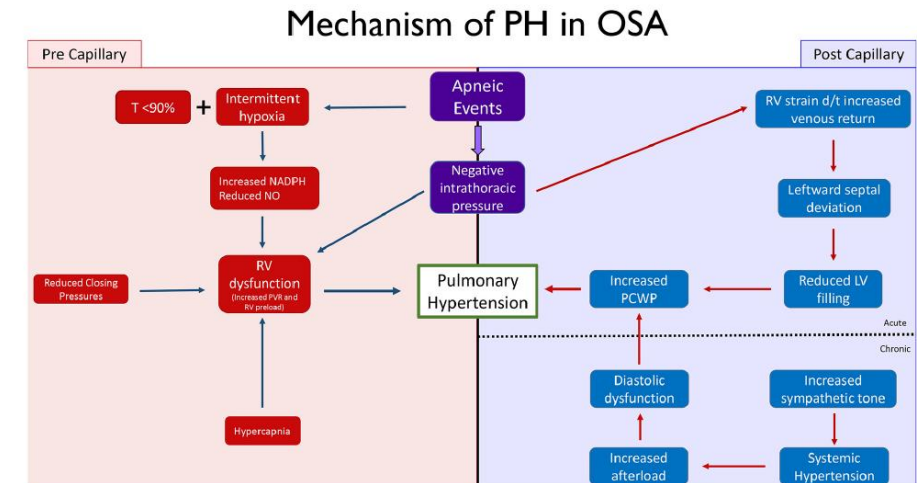 Mechanism of PH in OSA
Pre Capillary
Post Capillary
T <90%
+
Intermittent
hypoxia
Apneic
Events
RV strain d/t increased
venous return
Increased NADPH
Reduced NO
Negative
intrathoracic
pressure
Leftward septal
deviation
Reduced Closing
Pressures
RV
dysfunction
(Increased PVR and
RV preload)
Pulmonary
Hypertension
Increased
PCWP
Reduced LV
filling
Acute
Chronic
Hypercapnia
Diastolic
dysfunction
Increased
sympathetic tone
Increased
afterload
Systemic
Hypertension